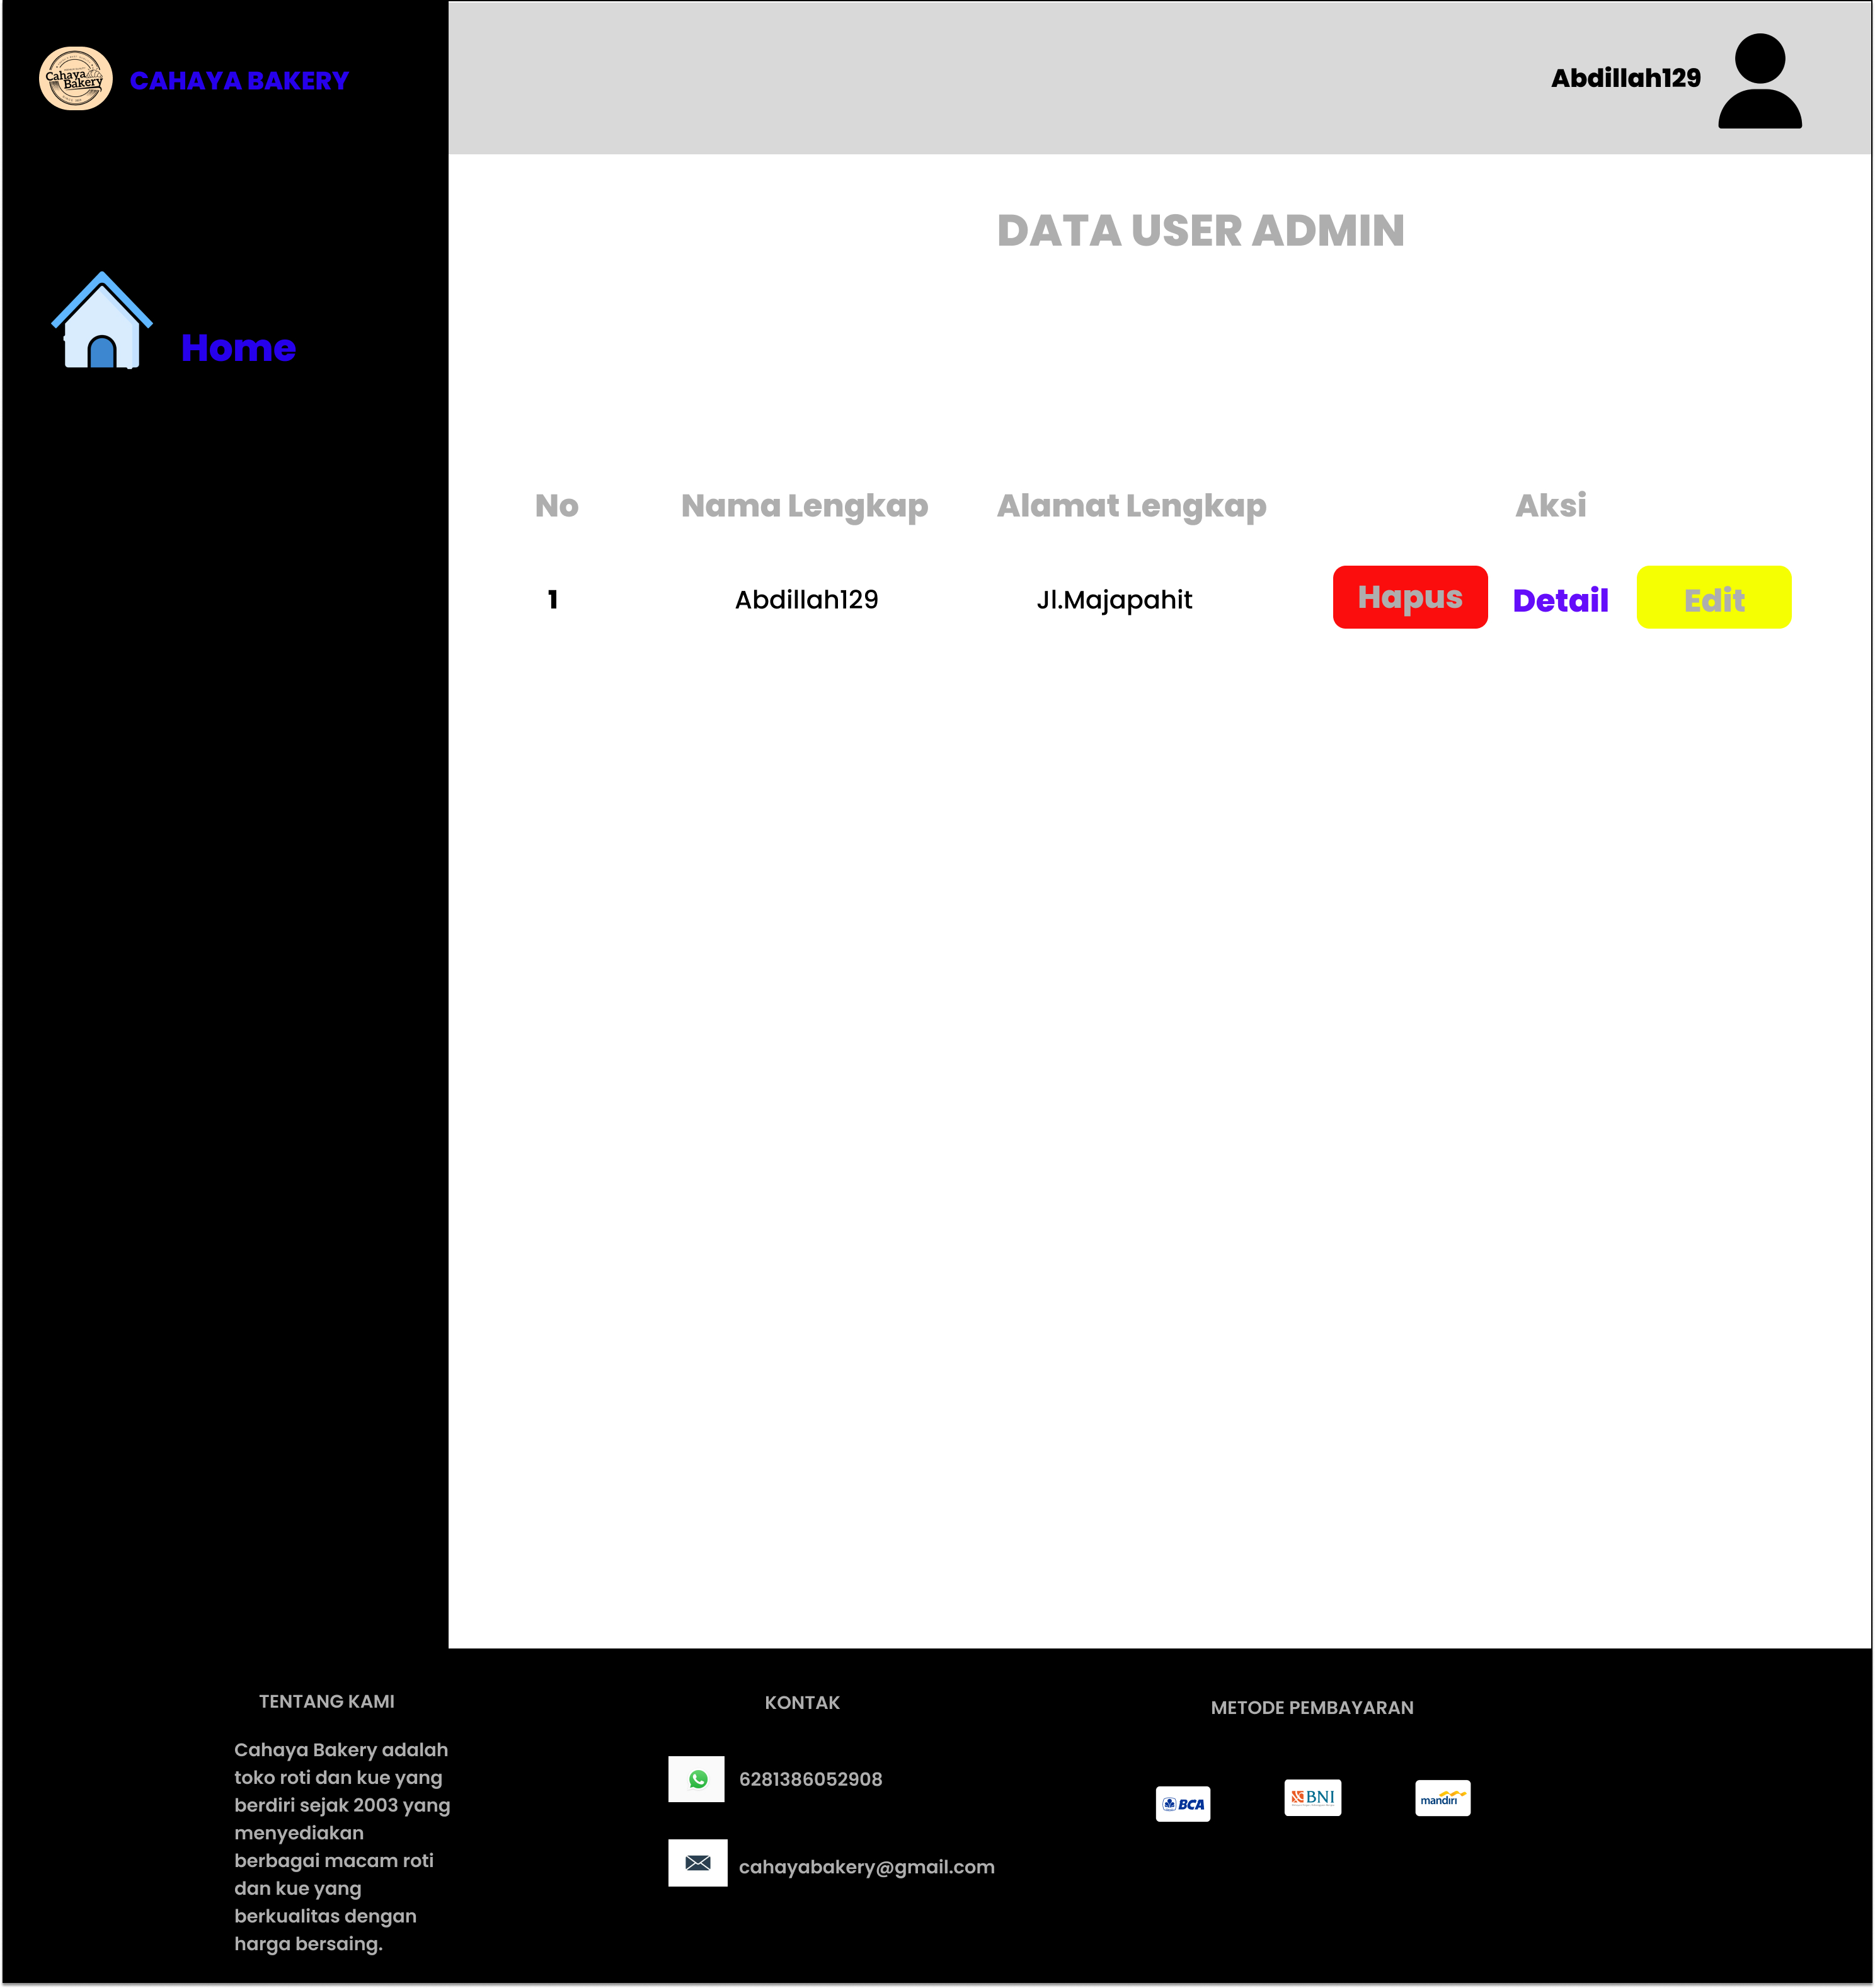 Cahaya
Bakery
CAHAYA BAKERY
Abdillah129
DATA USER ADMIN
Home
No Nama Lengkap Alamat Lengkap Aksi
1 Abdillah129 Jl.Majapahit Hapus Detail Edit
TENTANG KAMI
Cahaya Bakery adalah
toko roti dan kue yang
berdiri sejak 2003 yang
menyediakan
berbagai macam roti
dan kue yang
berkualitas dengan
harga bersaing.
KONTAK
6281386052908
cahayabakery@gmail.com
METODE PEMBAYARAN
BCA
BNI
mandiri